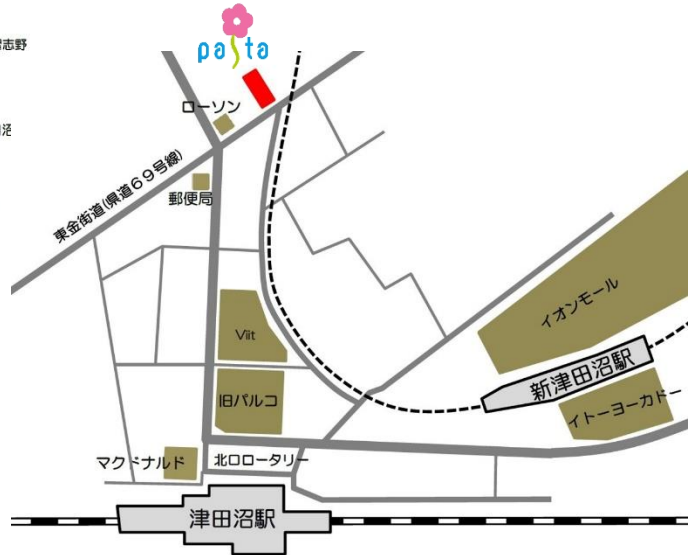 習志野
pasta
ローソン
東金街道(県道69号線)
郵便局
イオンモール
Viit
新津田沼駅
旧パルコ
イトーヨーカドー
マクドナルド
北口ロータリー
津田沼駅